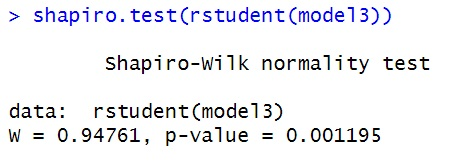 > shapiro.test(rstudent(model3))
Shapiro-Wilk normality test
data:  rstudent(model3)
W = 0.94761, p-value = 0.001195